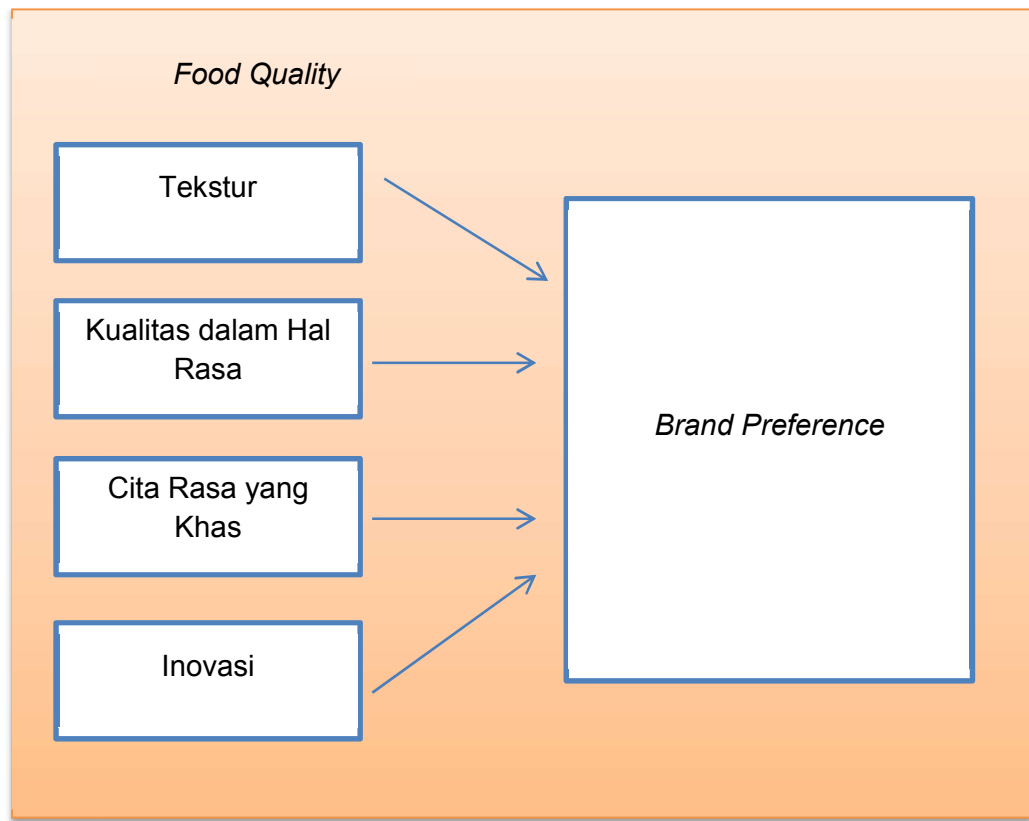 Food Quality
Tekstur
Kualitas dalam Hal
Rasa
Cita Rasa yang
Khas
Inovasi
Brand Preference